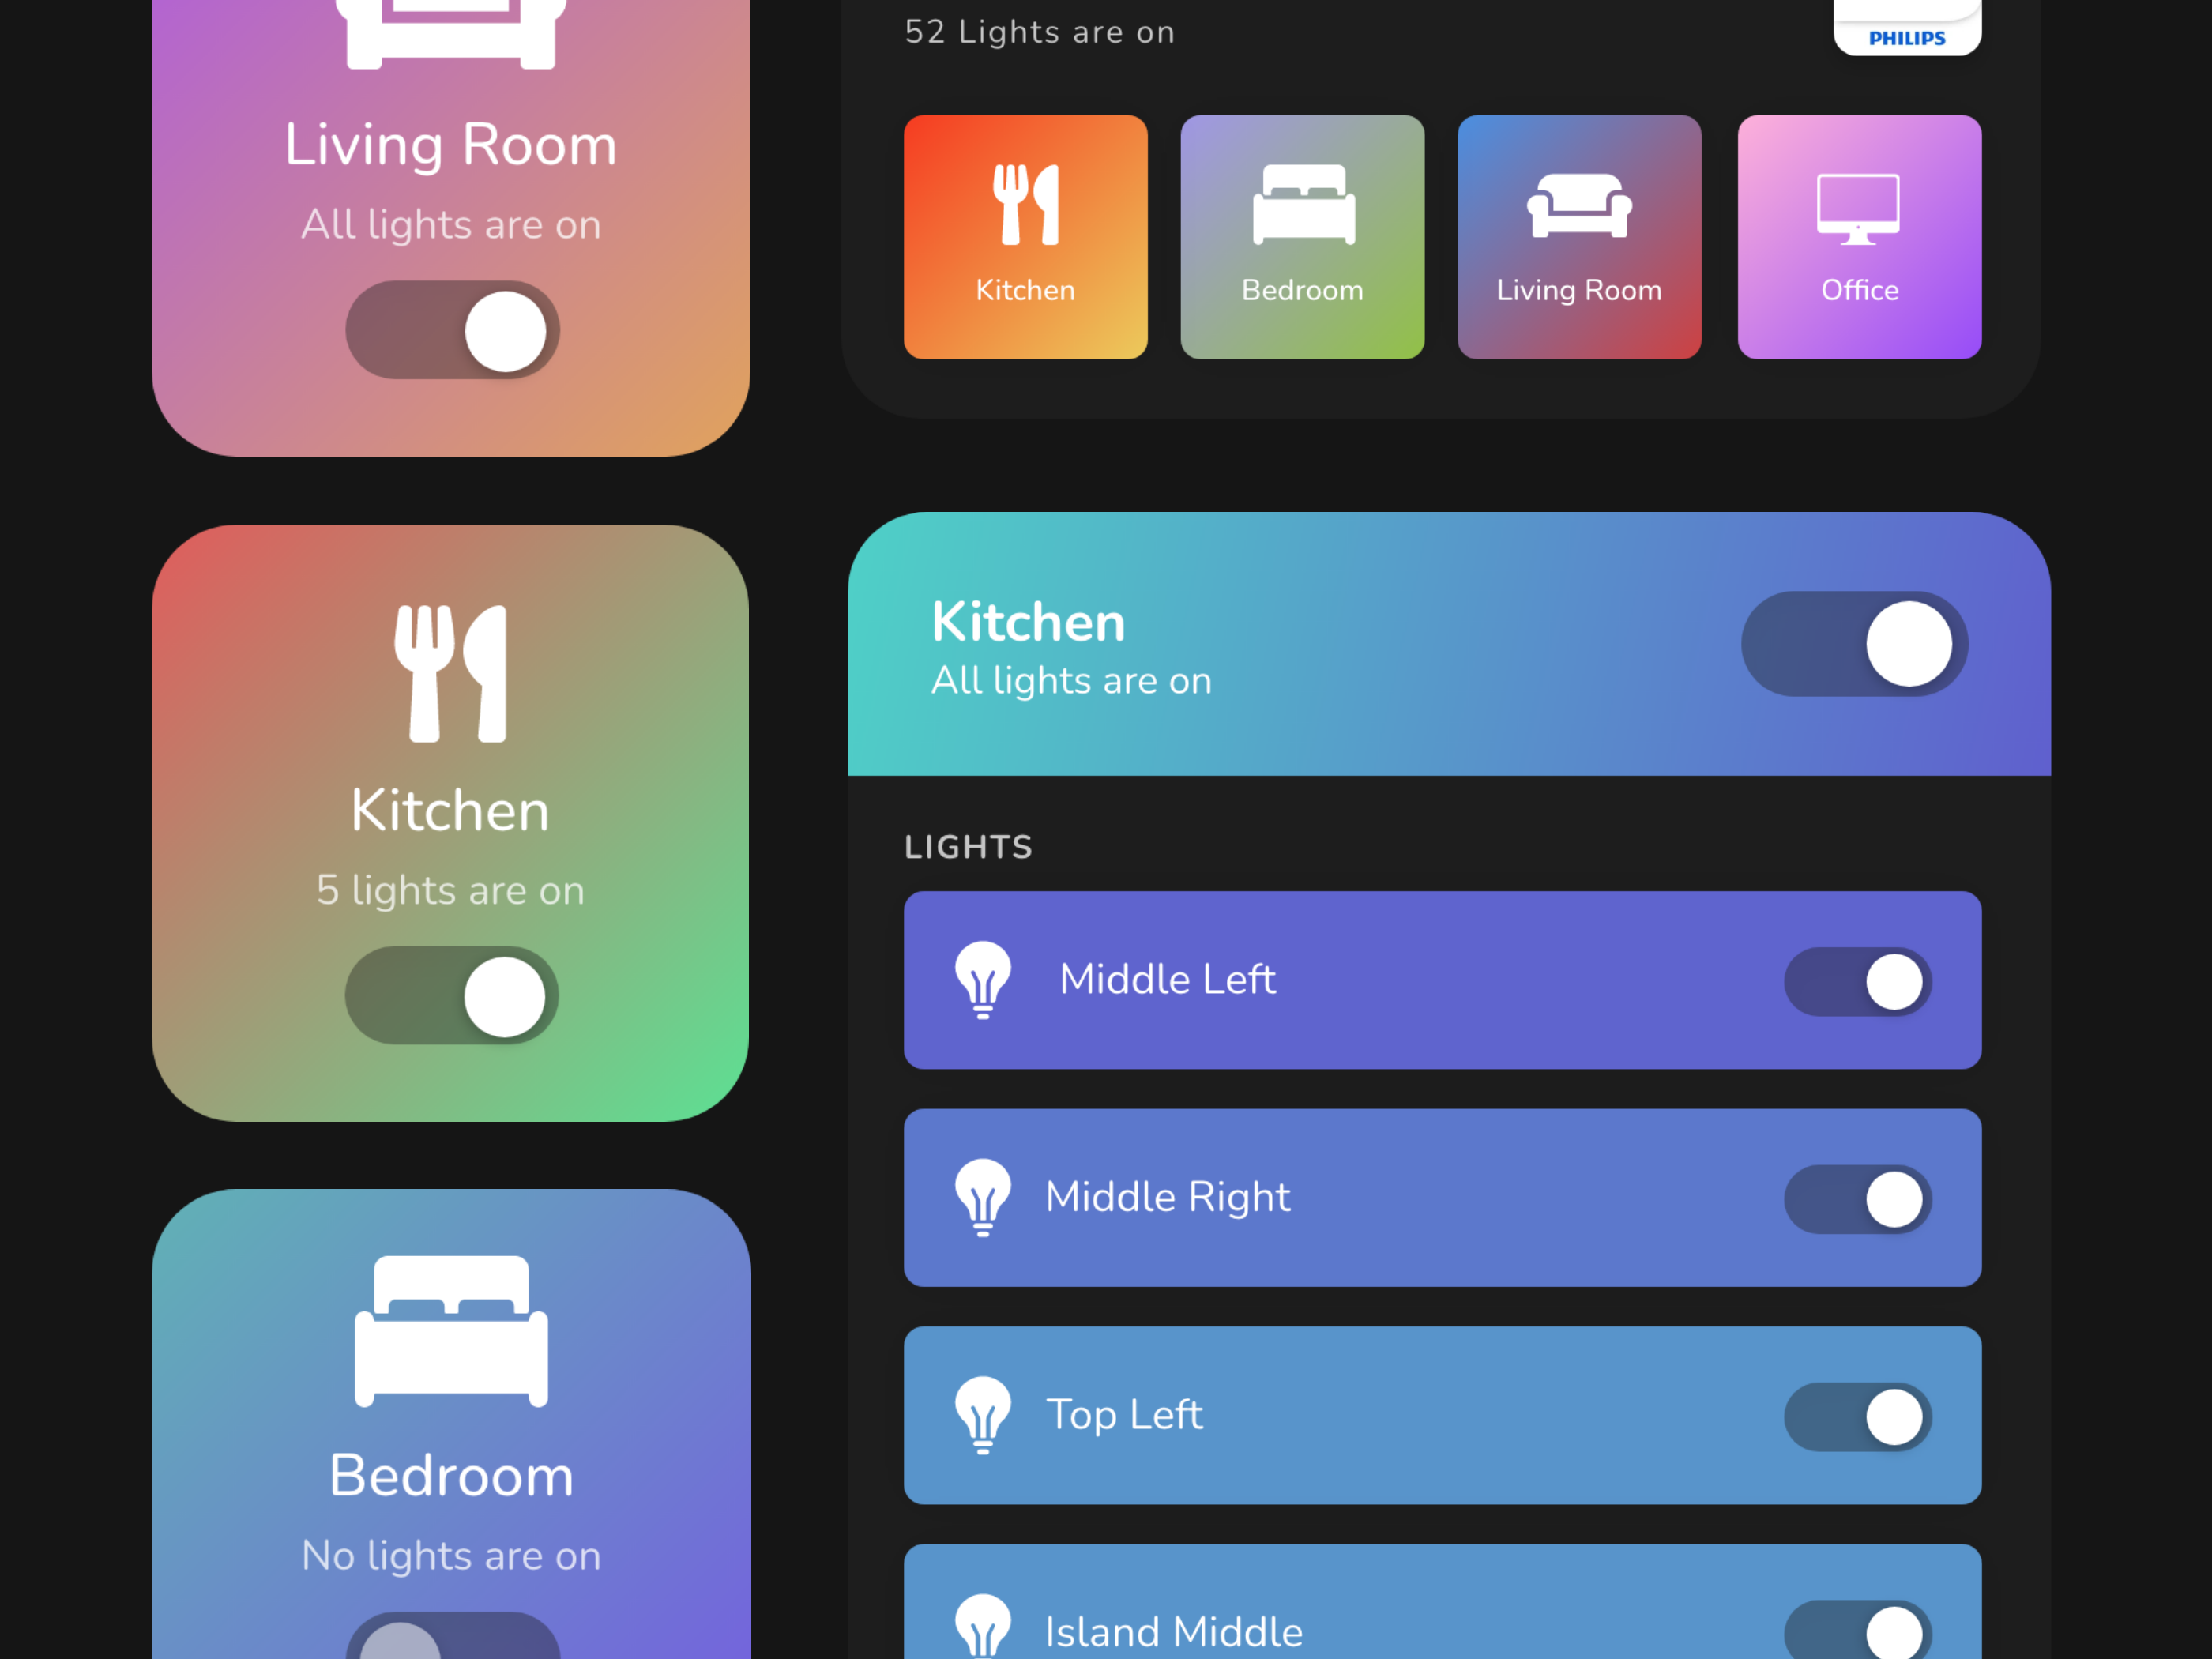 Living Room
All lights are on
Kitchen
5 lights are on
Bedroom
No lights are on
52 Lights are on
PHILIPS
Kitchen
Bedroom
Living Room
Office
Kitchen
All lights are on
LIGHTS
Middle Left
Middle Right
Top Left
Island Middle